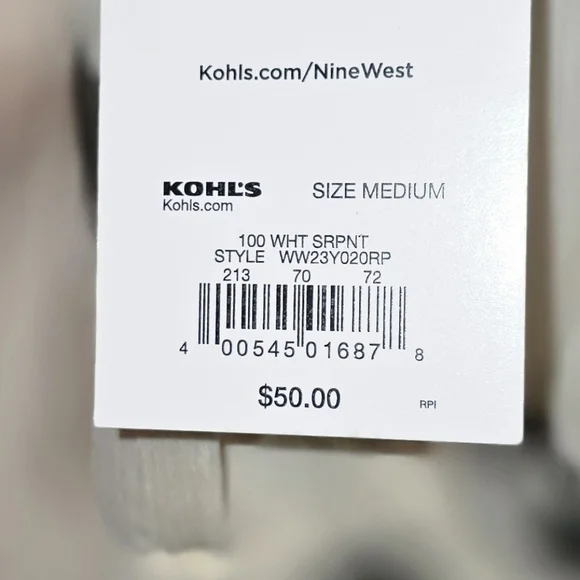 Kohls.com/NineWest
KOHL'S SIZE MEDIUM
Kohls.com
100 WHT SRPNT
STYLE WW23Y020RP
213 70 72
4 00545 01687 8
$50.00 RPI